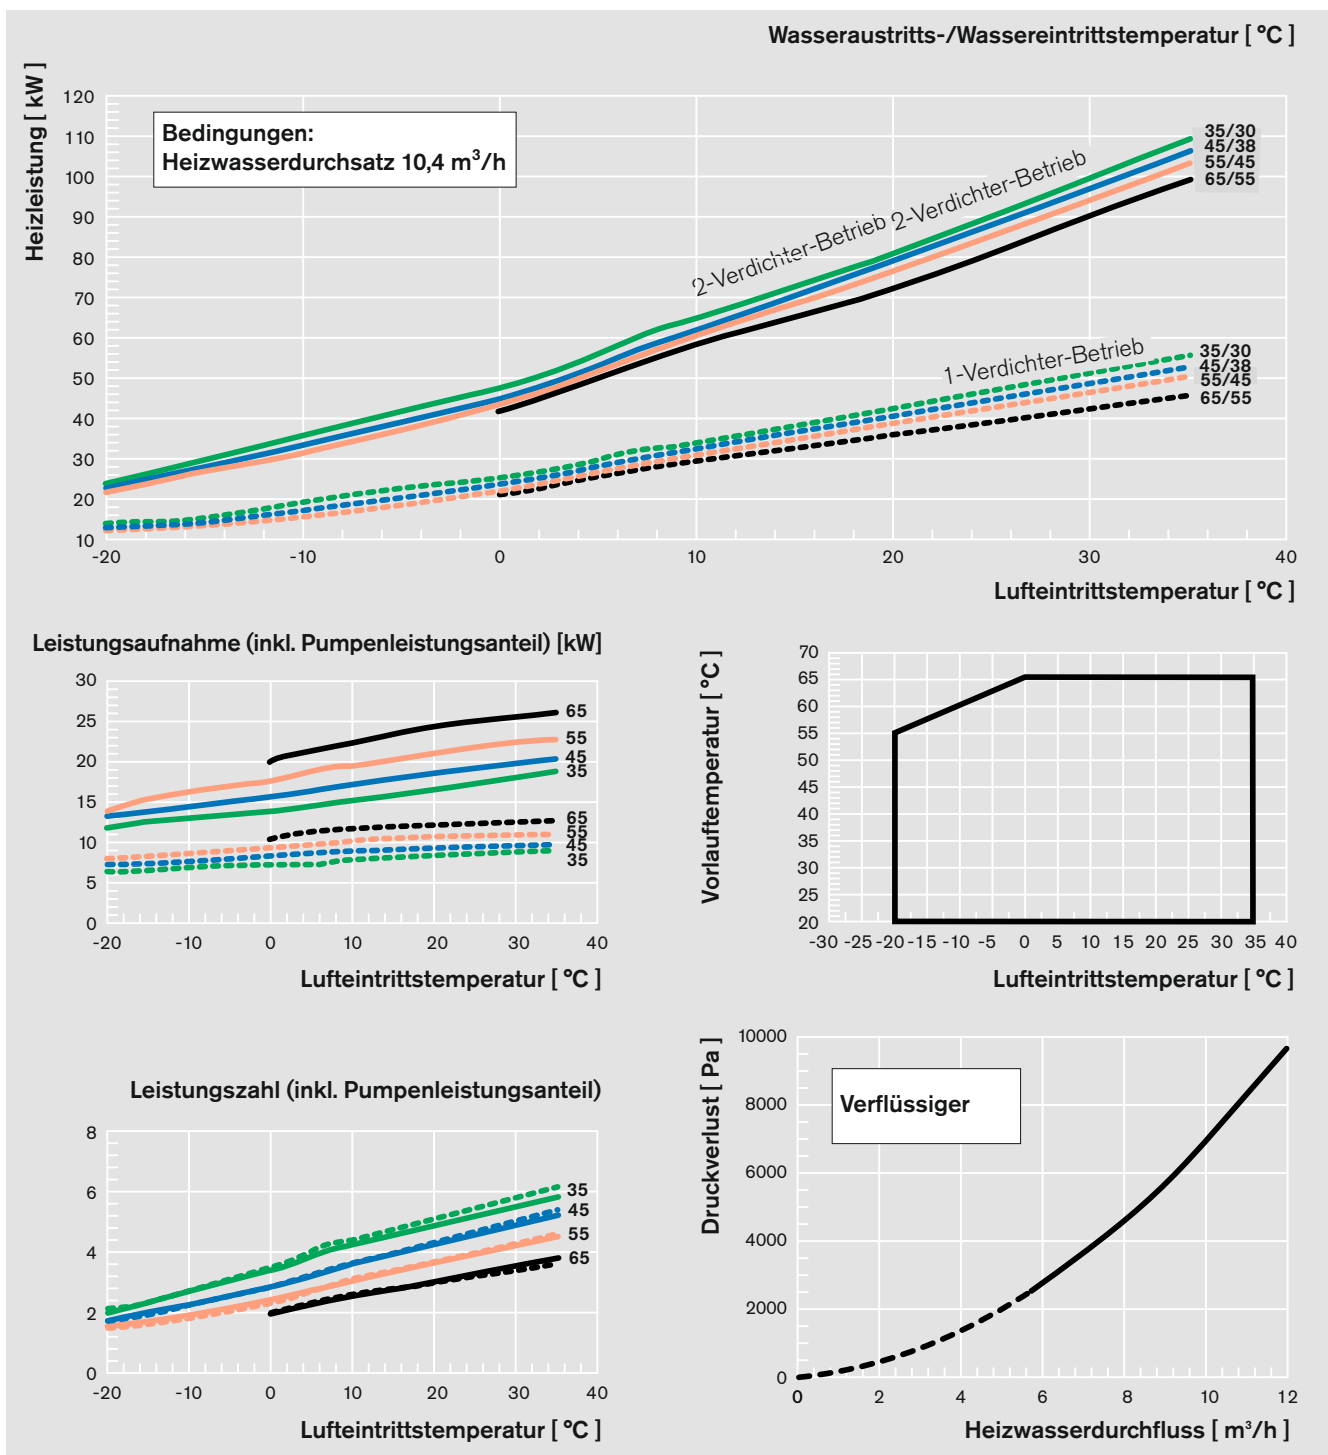 Wasseraustritts-/Wassereintrittstemperatur [ °C ]
Heizleistung [ kW ]
120
110
100
90
80
70
60
50
40
30
20
10
Bedingungen:
Heizwasserdurchsatz 10,4 m³/h
2-Verdichter-Betrieb
2-Verdichter-Betrieb
35/30
45/38
55/45
65/55
1-Verdichter-Betrieb
35/30
45/38
55/45
65/55
-20 -10 0 10 20 30 40
Lufteintrittstemperatur [ °C ]
Leistungsaufnahme (inkl. Pumpenleistungsanteil) [kW]
30
25
20
15
10
5
0
65
55
45
35
65
55
45
35
-20 -10 0 10 20 30 40
Lufteintrittstemperatur [ °C ]
Vorlauftemperatur [ °C ]
70
65
60
55
50
45
40
35
30
25
20
-30 -25 -20 -15 -10 -5 0 5 10 15 20 25 30 35 40
Lufteintrittstemperatur [ °C ]
Leistungszahl (inkl. Pumpenleistungsanteil)
8
6
4
2
0
35
45
55
65
-20 -10 0 10 20 30 40
Lufteintrittstemperatur [ °C ]
Druckverlust [ Pa ]
10000
8000
6000
4000
2000
0
Verflüssiger
0 2 4 6 8 10 12
Heizwasserdurchfluss [ m³/h ]